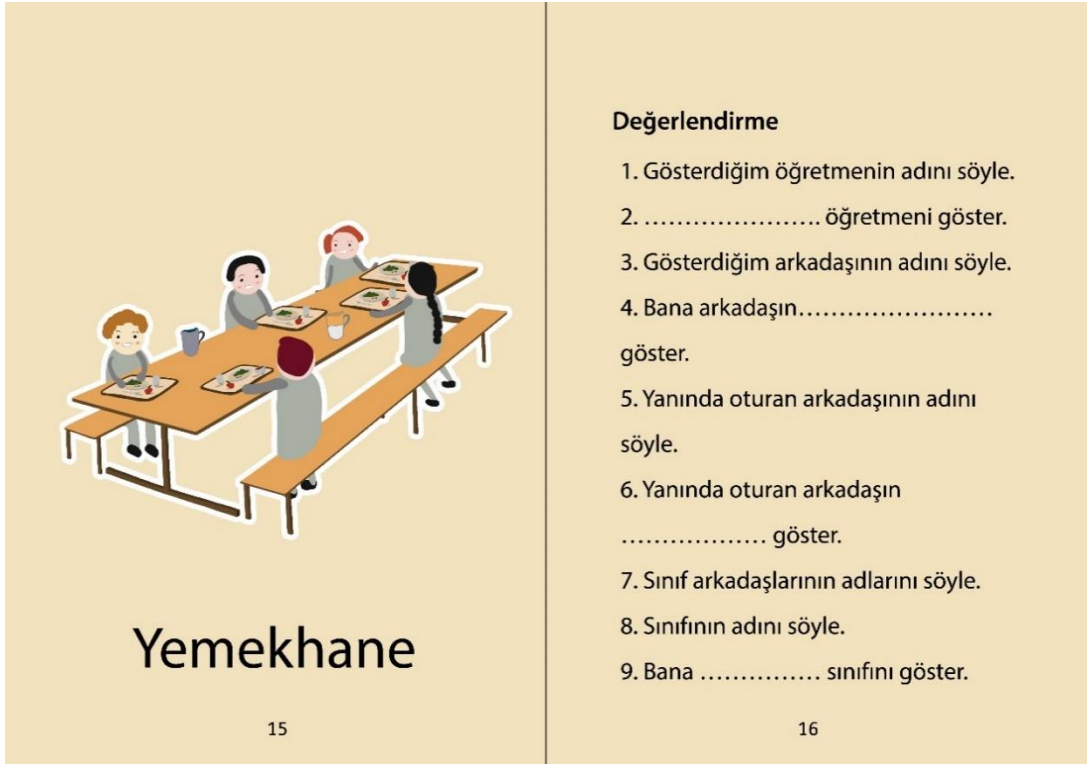 Yemekhane
15
Değerlendirme
1. Gösterdiğim öğretmenin adını söyle.
2. ………………….. öğretmeni göster.
3. Gösterdiğim arkadaşının adını söyle.
4. Bana arkadaşın……………………
göster.
5. Yanında oturan arkadaşının adını
söyle.
6. Yanında oturan arkadaşın
……………… göster.
7. Sınıf arkadaşlarının adlarını söyle.
8. Sınıfının adını söyle.
9. Bana …………… sınıfını göster.
16